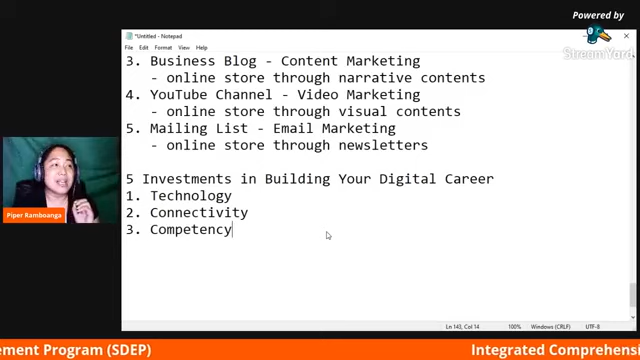 Powered by
StreamYard
*Untitled - Notepad
File Edit Format View Help
3. Business Blog - Content Marketing
- online store through narrative contents
4. YouTube Channel - Video Marketing
- online store through visual contents
5. Mailing List - Email Marketing
- online store through newsletters
5 Investments in Building Your Digital Career
1. Technology
2. Connectivity
3. Competency
Piper Ramboanga
Ln 143, Col 14 100% Windows (CRLF) UTF-8
ement Program (SDEP) Integrated Comprehensi